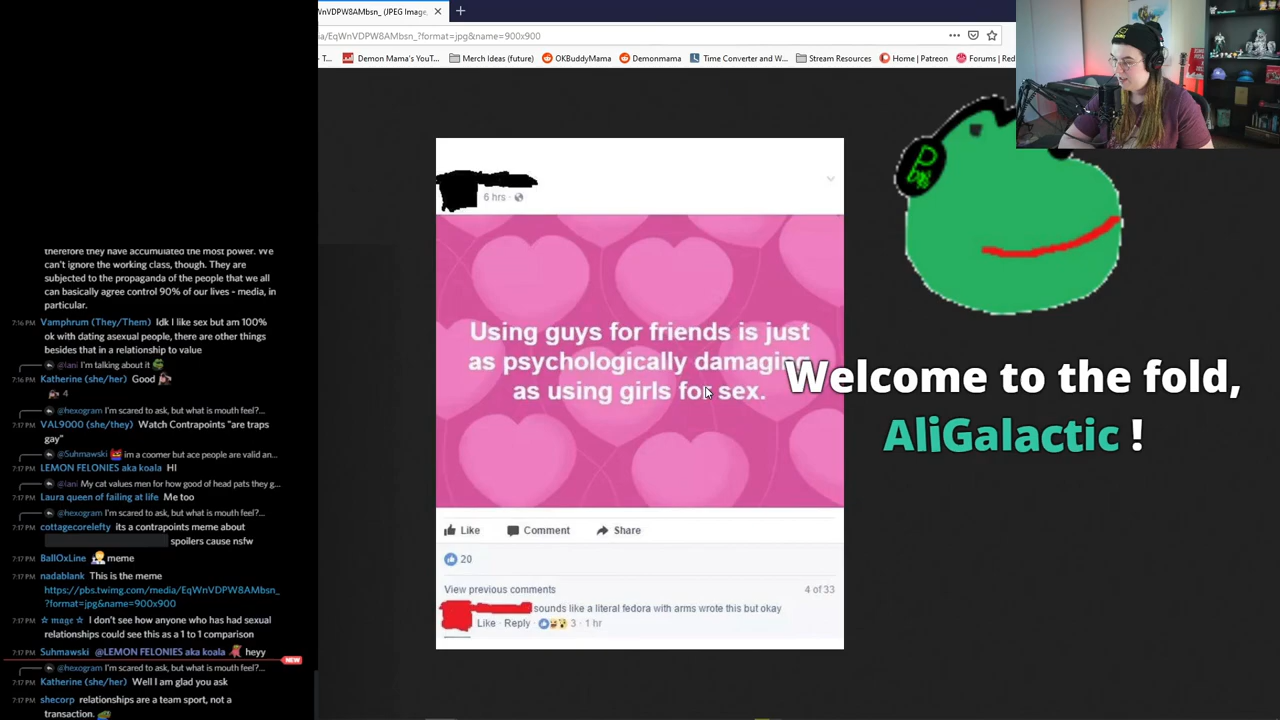 WnVDPW8AMbsn_ (JPEG Image,
a/EqWnVDPW8AMbsn_?format=jpg&name=900x900
T...
Demon Mama's YouT...
Merch Ideas (future)
OKBuddyMama
Demonmama
Time Converter and W...
Stream Resources
Home | Patreon
Forums | Red
therefore they have accumulated the most power. We
can't ignore the working class, though. They are
subjected to the propaganda of the people that we all
can basically agree control 90% of our lives - media, in
particular.
7:16 PM Vamphrum (They/Them) Idk I like sex but am 100%
ok with dating asexual people, there are other things
besides that in a relationship to value
I'm talking about it
7:16 PM Katherine (she/her) Good
4
@hexogram I'm scared to ask, but what is mouth feel?...
7:17 PM VAL9000 (she/they) Watch Contrapoints "are traps
gay"
@Suhmawski im a coomer but ace people are valid an...
7:17 PM LEMON FELONIES aka koala HI
My cat values men for how good of head pats they g...
7:17 PM Laura queen of failing at life Me too
@hexogram I'm scared to ask, but what is mouth feel?...
7:17 PM cottagecorelefty its a contrapoints meme about
spoilers cause nsfw
7:17 PM BallOxLine meme
7:17 PM nadablank This is the meme
https://pbs.twimg.com/media/EqWnVDPW8AMbsn_
?format=jpg&name=900x900
7:17 PM ☆ mage ☆ I don't see how anyone who has had sexual
relationships could see this as a 1 to 1 comparison
7:17 PM Suhmawski @LEMON FELONIES aka koala heyy
NEW
@hexogram I'm scared to ask, but what is mouth feel?...
7:17 PM Katherine (she/her) Well I am glad you ask
7:17 PM shecorp relationships are a team sport, not a
transaction.
6 hrs
Using guys for friends is just
as psychologically damaging
as using girls for sex.
Like Comment Share
20
View previous comments 4 of 33
sounds like a literal fedora with arms wrote this but okay
Like · Reply · 3 · 1 hr
Welcome to the fold,
AliGalactic !